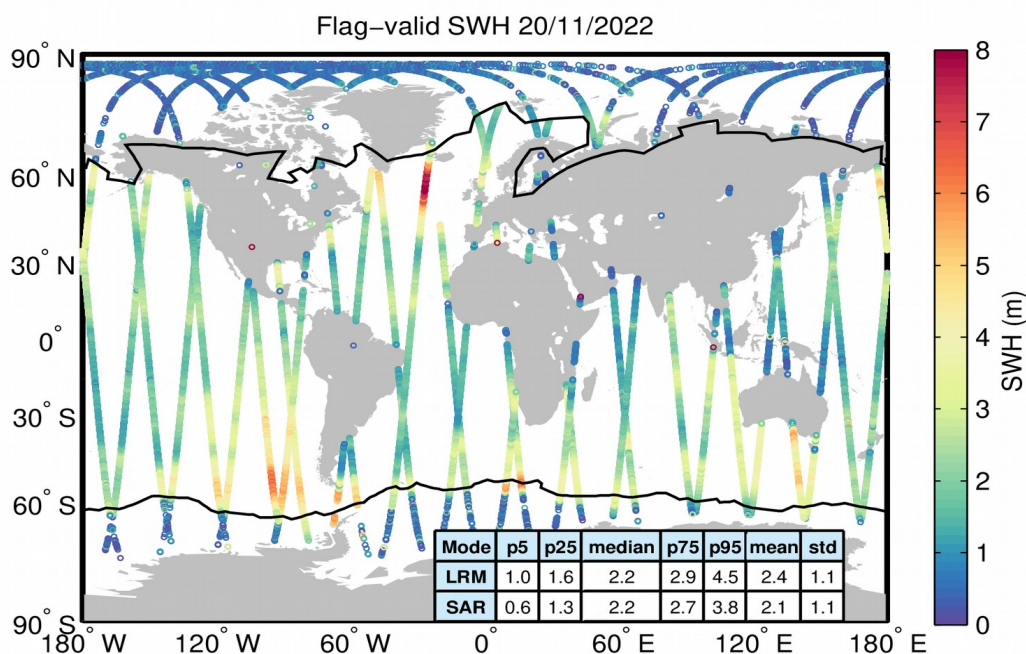 Flag−valid SWH 20/11/2022
90° N
60° N
30° N
0°
30° S
60° S
90° S
180° W
120° W
60° W
0°
60° E
120° E
180° E
8
7
6
5
4
3
2
1
0
SWH (m)
Mode p5 p25 median p75 p95 mean std
LRM 1.0 1.6 2.2 2.9 4.5 2.4 1.1
SAR 0.6 1.3 2.2 2.7 3.8 2.1 1.1